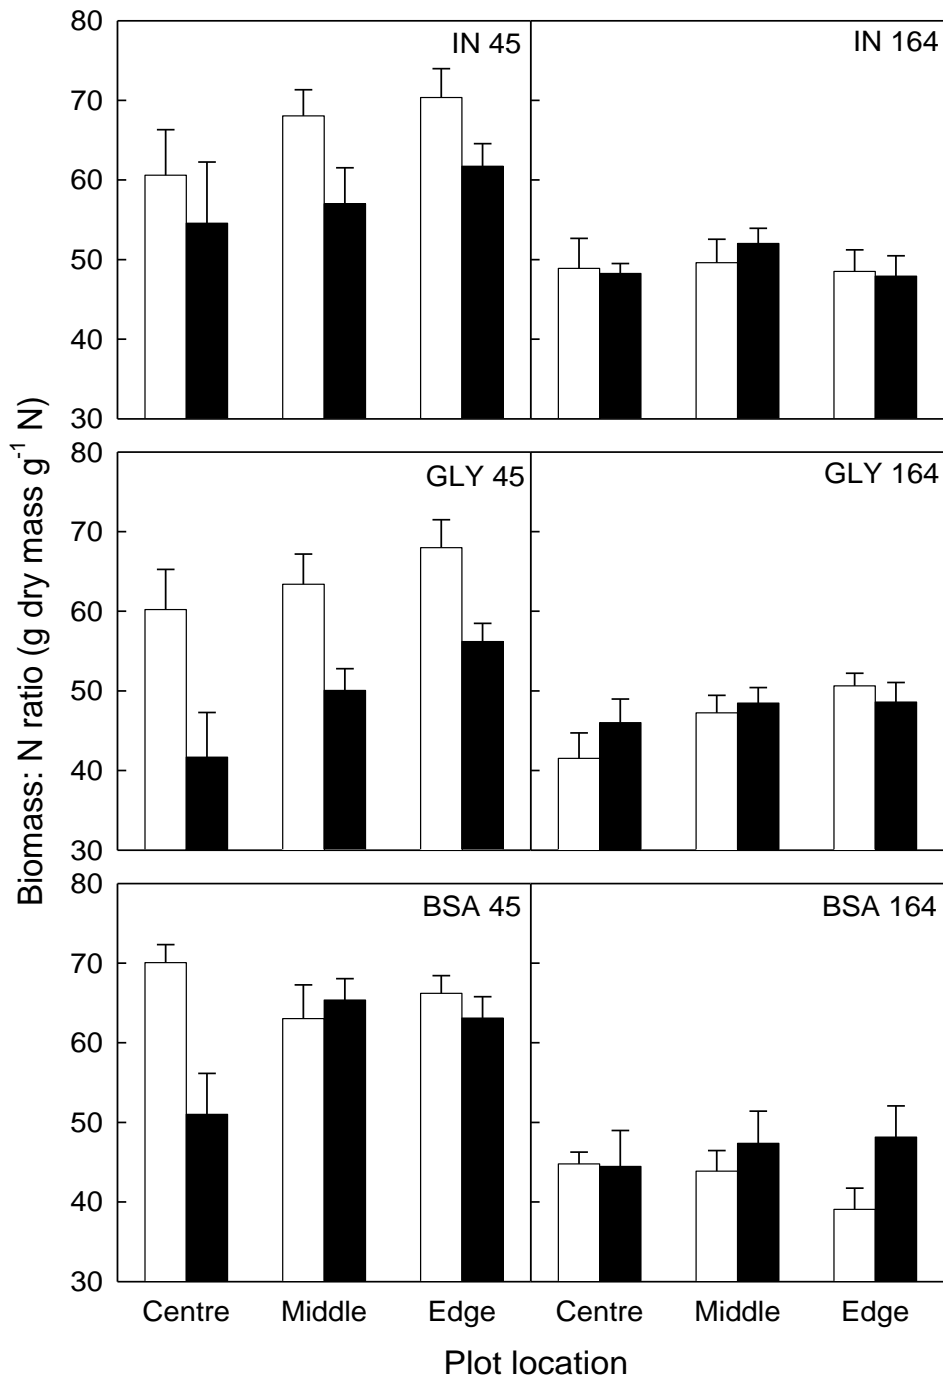 Biomass: N ratio (g dry mass g⁻¹ N)
80
70
60
50
40
30
IN 45
IN 164
80
70
60
50
40
30
GLY 45
GLY 164
80
70
60
50
40
30
BSA 45
BSA 164
Centre Middle Edge Centre Middle Edge
Plot location